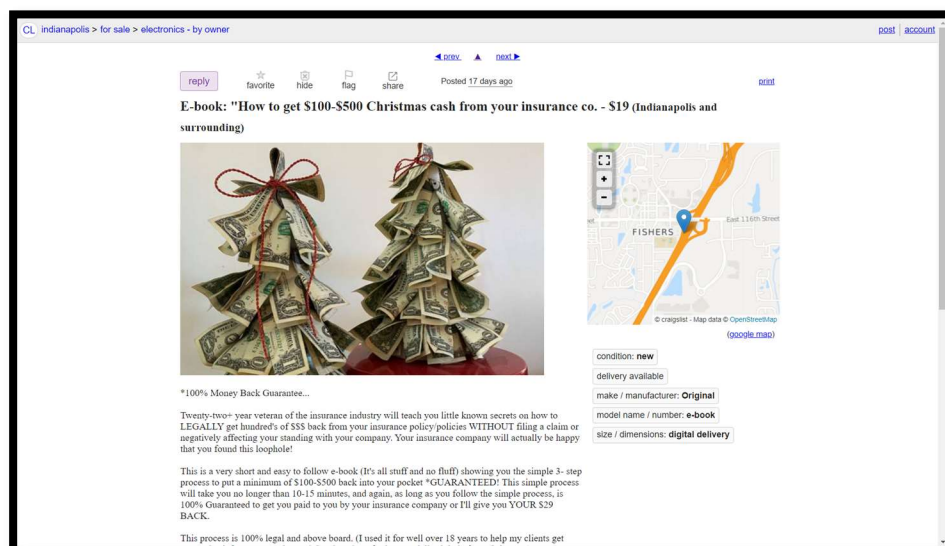 CL indianapolis > for sale > electronics - by owner
post account
◄ prev ▲ next ►
reply favorite hide flag share Posted 17 days ago print
E-book: "How to get $100-$500 Christmas cash from your insurance co. - $19 (Indianapolis and
surrounding)
+
-
East 116th Street
FISHERS
© craigslist - Map data © OpenStreetMap
(google map)
condition: new
delivery available
make / manufacturer: Original
model name / number: e-book
size / dimensions: digital delivery
*100% Money Back Guarantee...
Twenty-two+ year veteran of the insurance industry will teach you little known secrets on how to
LEGALLY get hundred's of $$$ back from your insurance policy/policies WITHOUT filing a claim or
negatively affecting your standing with your company. Your insurance company will actually be happy
that you found this loophole!
This is a very short and easy to follow e-book (It's all stuff and no fluff) showing you the simple 3- step
process to put a minimum of $100-$500 back into your pocket *GUARANTEED! This simple process
will take you no longer than 10-15 minutes, and again, as long as you follow the simple process, is
100% Guaranteed to get you paid to you by your insurance company or I'll give you YOUR $29
BACK.
This process is 100% legal and above board. (I used it for well over 18 years to help my clients get